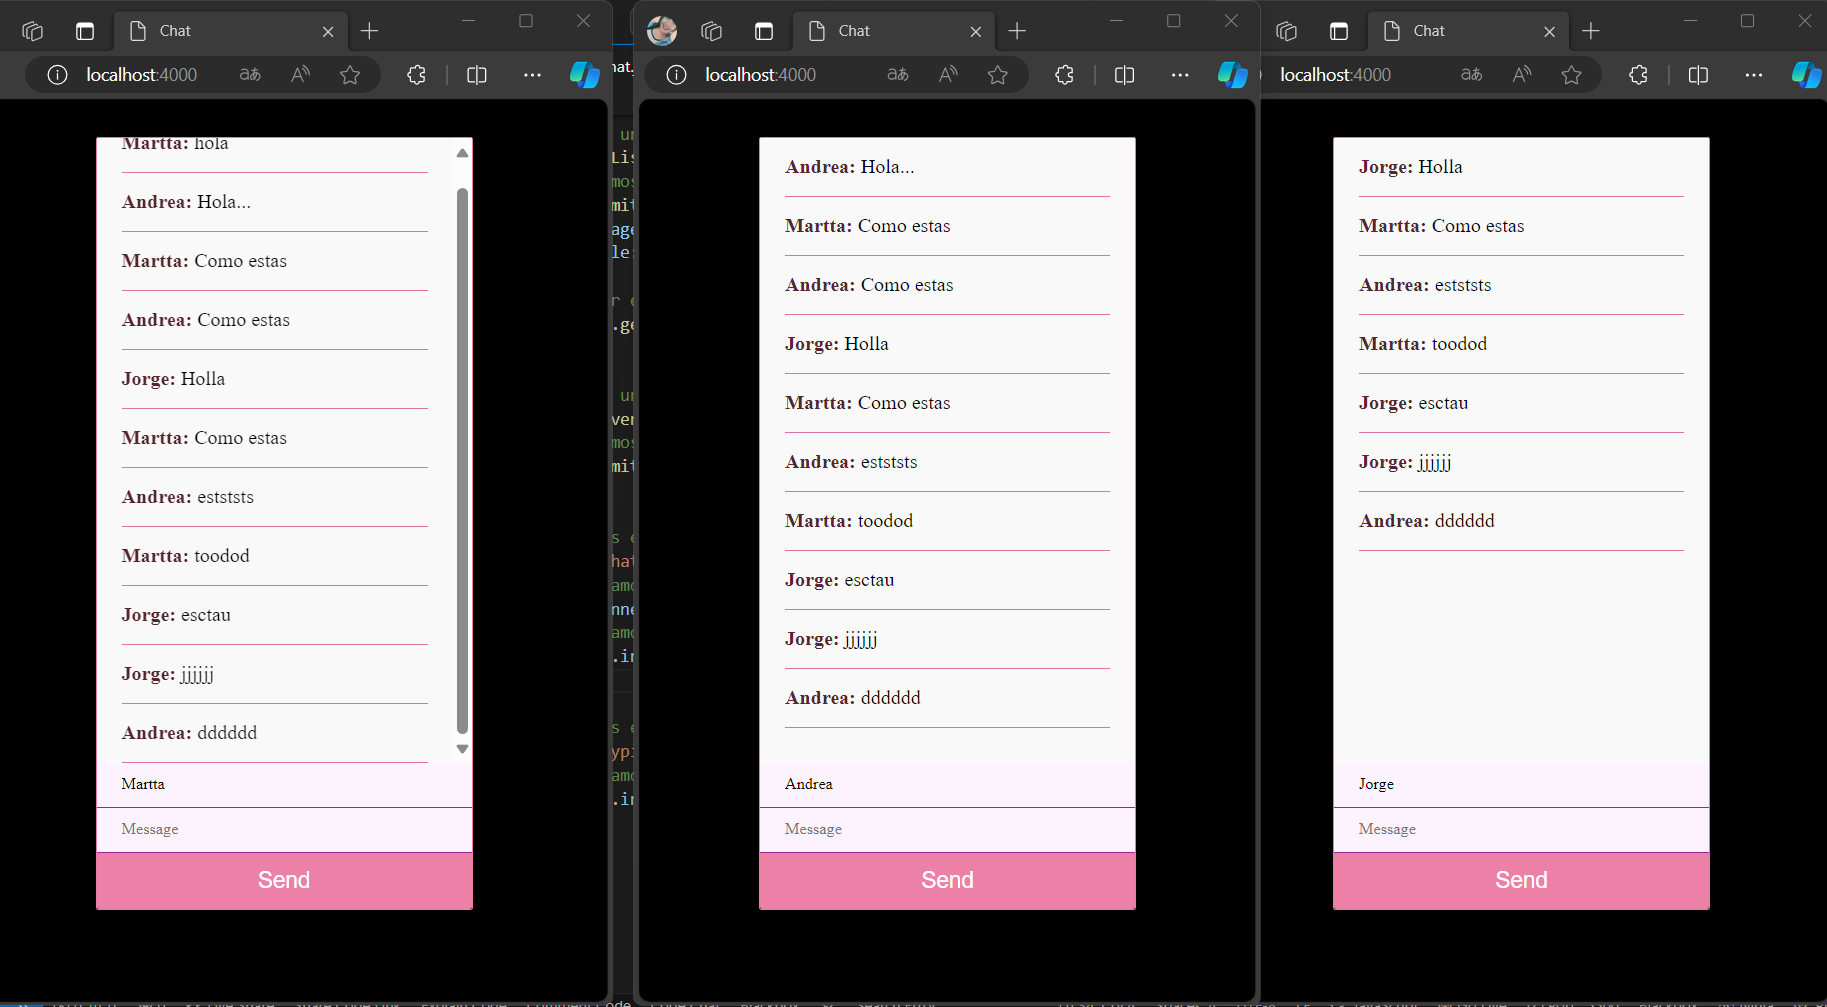 Chat
localhost:4000
Martta: hola
Andrea: Hola...
Martta: Como estas
Andrea: Como estas
Jorge: Holla
Martta: Como estas
Andrea: estststs
Martta: toodod
Jorge: esctau
Jorge: jjjjjj
Andrea: dddddd
Martta
Message
Send
Chat
localhost:4000
Andrea: Hola...
Martta: Como estas
Andrea: Como estas
Jorge: Holla
Martta: Como estas
Andrea: estststs
Martta: toodod
Jorge: esctau
Jorge: jjjjjj
Andrea: dddddd
Andrea
Message
Send
Chat
localhost:4000
Jorge: Holla
Martta: Como estas
Andrea: estststs
Martta: toodod
Jorge: esctau
Jorge: jjjjjj
Andrea: dddddd
Jorge
Message
Send